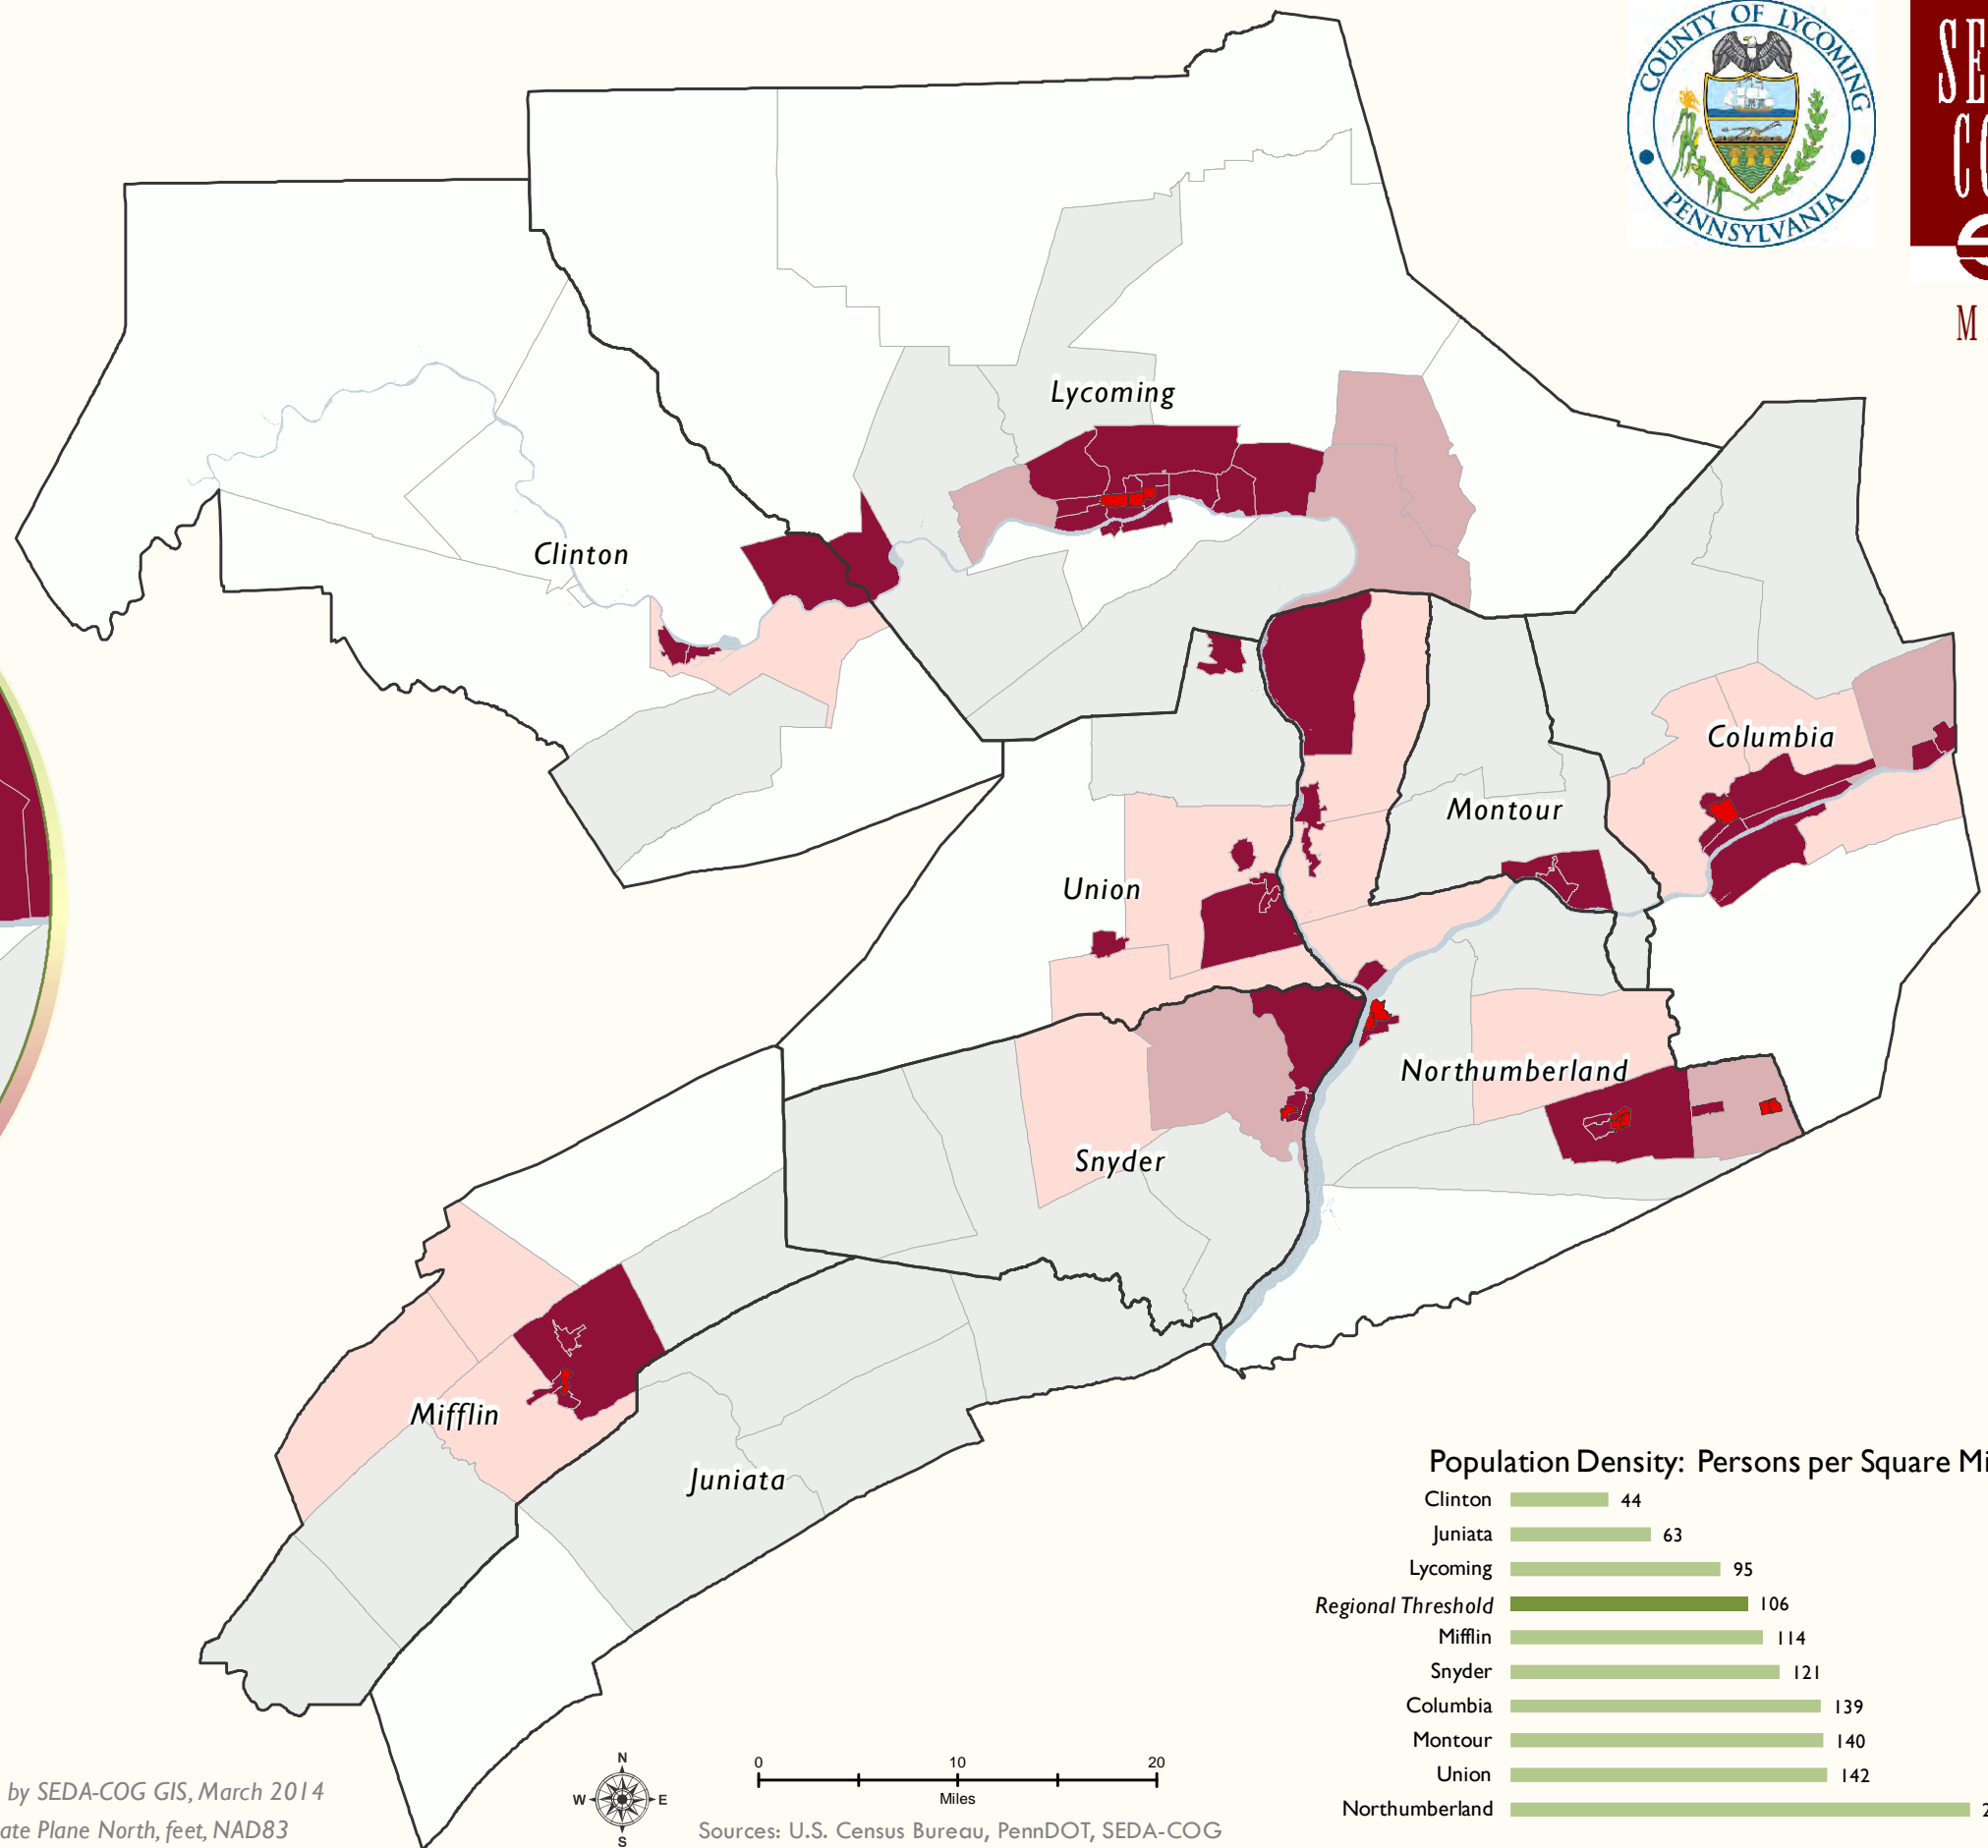 COUNTY OF LYCOMING
PENNSYLVANIA
SE
CO
M
Lycoming
Clinton
Columbia
Montour
Union
Northumberland
Snyder
Mifflin
Juniata
Population Density: Persons per Square Mi
Clinton 44
Juniata 63
Lycoming 95
Regional Threshold 106
Mifflin 114
Snyder 121
Columbia 139
Montour 140
Union 142
Northumberland 2
N
W E
S
0 10 20
Miles
by SEDA-COG GIS, March 2014
ate Plane North, feet, NAD83
Sources: U.S. Census Bureau, PennDOT, SEDA-COG